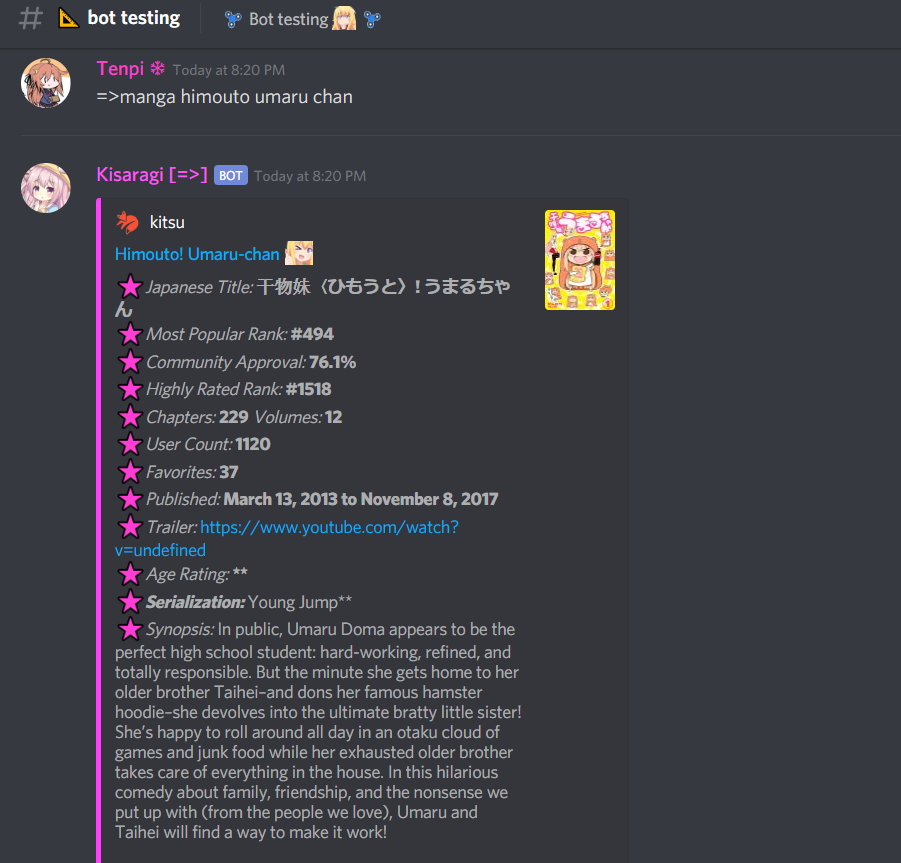 # bot testing Bot testing
Tenpi Today at 8:20 PM
=>manga himouto umaru chan
Kisaragi [=>] BOT Today at 8:20 PM
kitsu
Himouto! Umaru-chan
Japanese Title: 干物妹〈ひもうと〉! うまるちゃ
ん
Most Popular Rank: #494
Community Approval: 76.1%
Highly Rated Rank: #1518
Chapters: 229 Volumes: 12
User Count: 1120
Favorites: 37
Published: March 13, 2013 to November 8, 2017
Trailer: https://www.youtube.com/watch?
v=undefined
Age Rating: **
Serialization: Young Jump**
Synopsis: In public, Umaru Doma appears to be the
perfect high school student: hard-working, refined, and
totally responsible. But the minute she gets home to her
older brother Taihei–and dons her famous hamster
hoodie–she devolves into the ultimate bratty little sister!
She's happy to roll around all day in an otaku cloud of
games and junk food while her exhausted older brother
takes care of everything in the house. In this hilarious
comedy about family, friendship, and the nonsense we
put up with (from the people we love), Umaru and
Taihei will find a way to make it work!